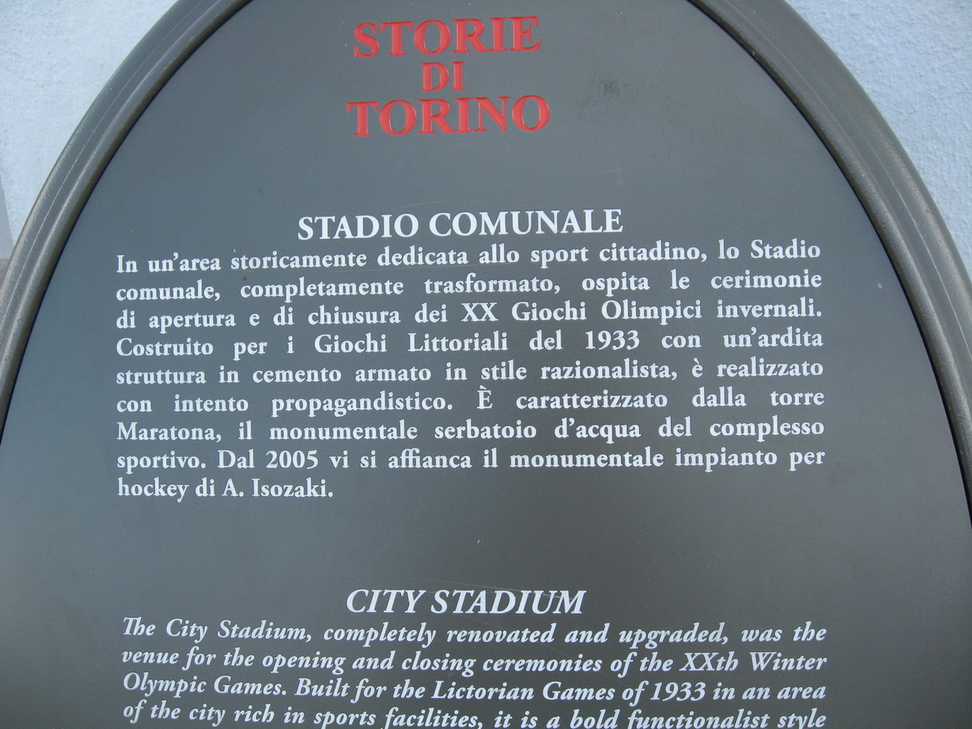 STORIE
DI
TORINO
STADIO COMUNALE
In un'area storicamente dedicata allo sport cittadino, lo Stadio
comunale, completamente trasformato, ospita le cerimonie
di apertura e di chiusura dei XX Giochi Olimpici invernali.
Costruito per i Giochi Littoriali del 1933 con un'ardita
struttura in cemento armato in stile razionalista, è realizzato
con intento propagandistico. È caratterizzato dalla torre
Maratona, il monumentale serbatoio d'acqua del complesso
sportivo. Dal 2005 vi si affianca il monumentale impianto per
hockey di A. Isozaki.
CITY STADIUM
The City Stadium, completely renovated and upgraded, was the
venue for the opening and closing ceremonies of the XXth Winter
Olympic Games. Built for the Lictorian Games of 1933 in an area
of the city rich in sports facilities, it is a bold functionalist style